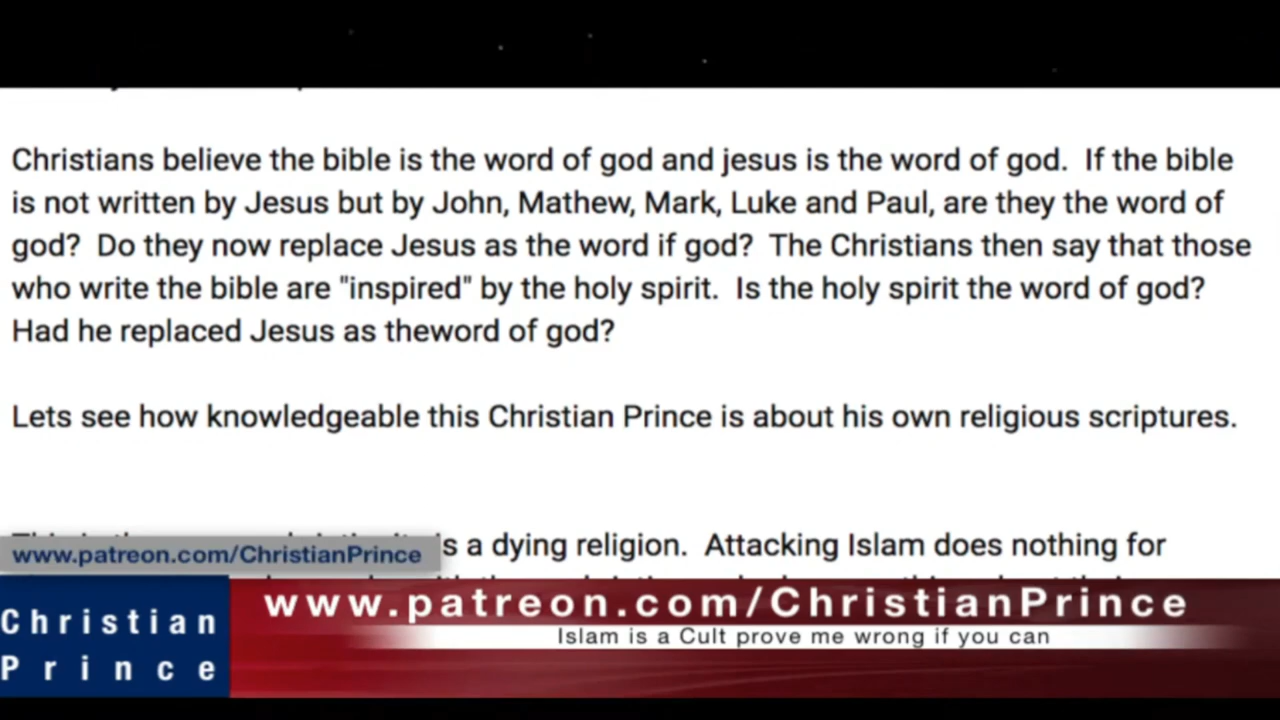 Christians believe the bible is the word of god and jesus is the word of god. If the bible
is not written by Jesus but by John, Mathew, Mark, Luke and Paul, are they the word of
god? Do they now replace Jesus as the word if god? The Christians then say that those
who write the bible are "inspired" by the holy spirit. Is the holy spirit the word of god?
Had he replaced Jesus as theword of god?
Lets see how knowledgeable this Christian Prince is about his own religious scriptures.
is a dying religion. Attacking Islam does nothing for
www.patreon.com/ChristianPrince
www.patreon.com/ChristianPrince
Islam is a Cult prove me wrong if you can
Christian
Prince